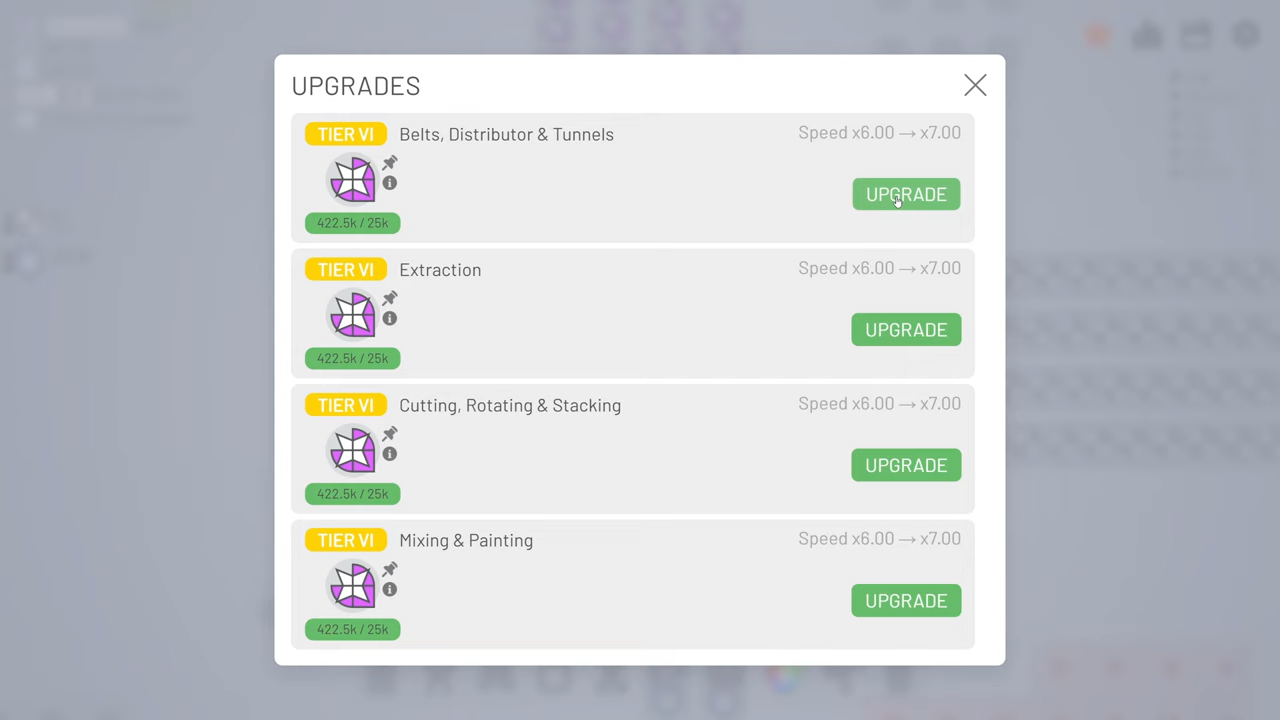 UPGRADES
TIER VI Belts, Distributor & Tunnels Speed x6.00 → x7.00
UPGRADE
422.5k / 25k
TIER VI Extraction Speed x6.00 → x7.00
UPGRADE
422.5k / 25k
TIER VI Cutting, Rotating & Stacking Speed x6.00 → x7.00
UPGRADE
422.5k / 25k
TIER VI Mixing & Painting Speed x6.00 → x7.00
UPGRADE
422.5k / 25k